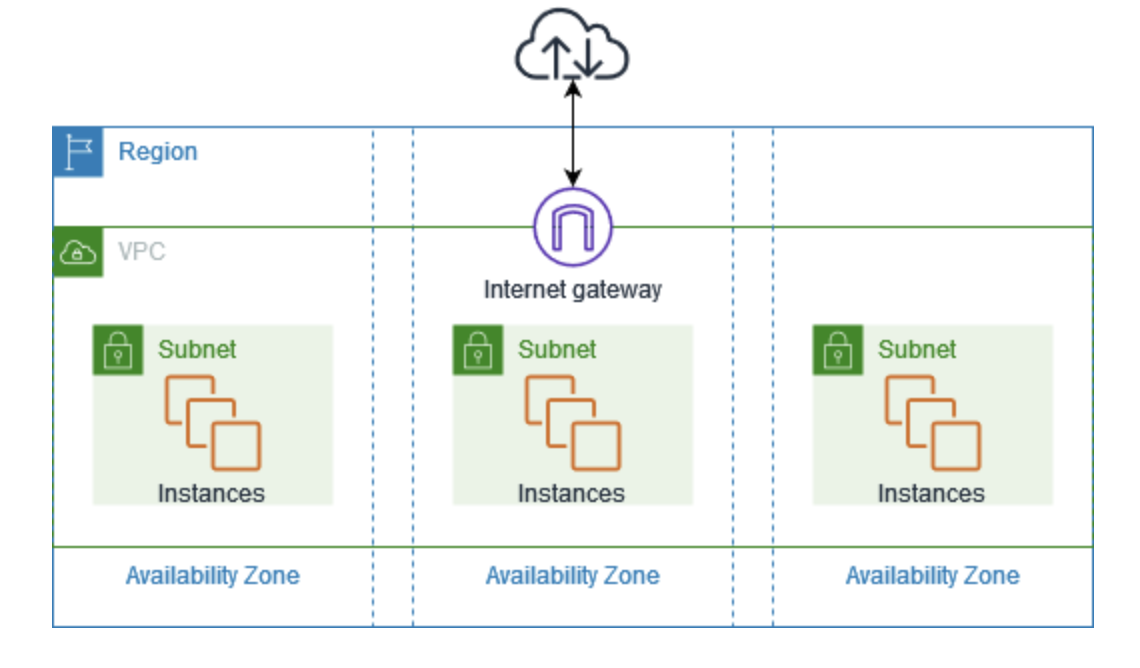 Region
VPC
Internet gateway
Subnet
Subnet
Subnet
Instances
Instances
Instances
Availability Zone
Availability Zone
Availability Zone